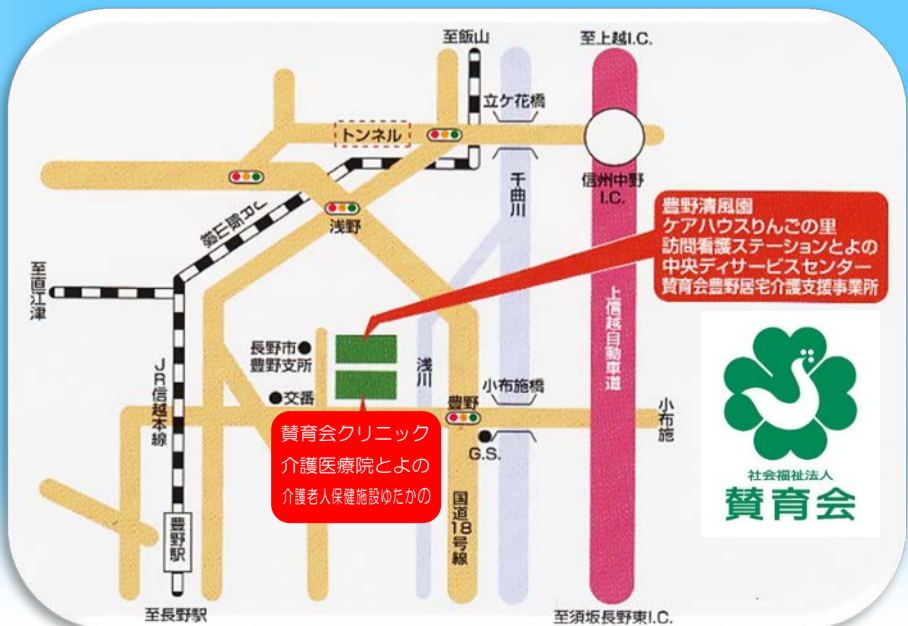 至飯山
至上越I.C.
立ケ花橋
トンネル
千曲川
信州中野
I.C.
JR飯山線
浅野
豊野清風園
ケアハウスりんごの里
訪問看護ステーションとよの
中央ディサービスセンター
賛育会豊野居宅介護支援事業所
至直江津
上信越自動車道
長野市
豊野支所
浅川
小布施橋
JR信越本線
交番
豊野
小布施
G.S.
賛育会クリニック
介護医療院とよの
介護老人保健施設ゆたかの
社会福祉法人
賛育会
国道18号線
豊野駅
至長野駅
至須坂長野東I.C.